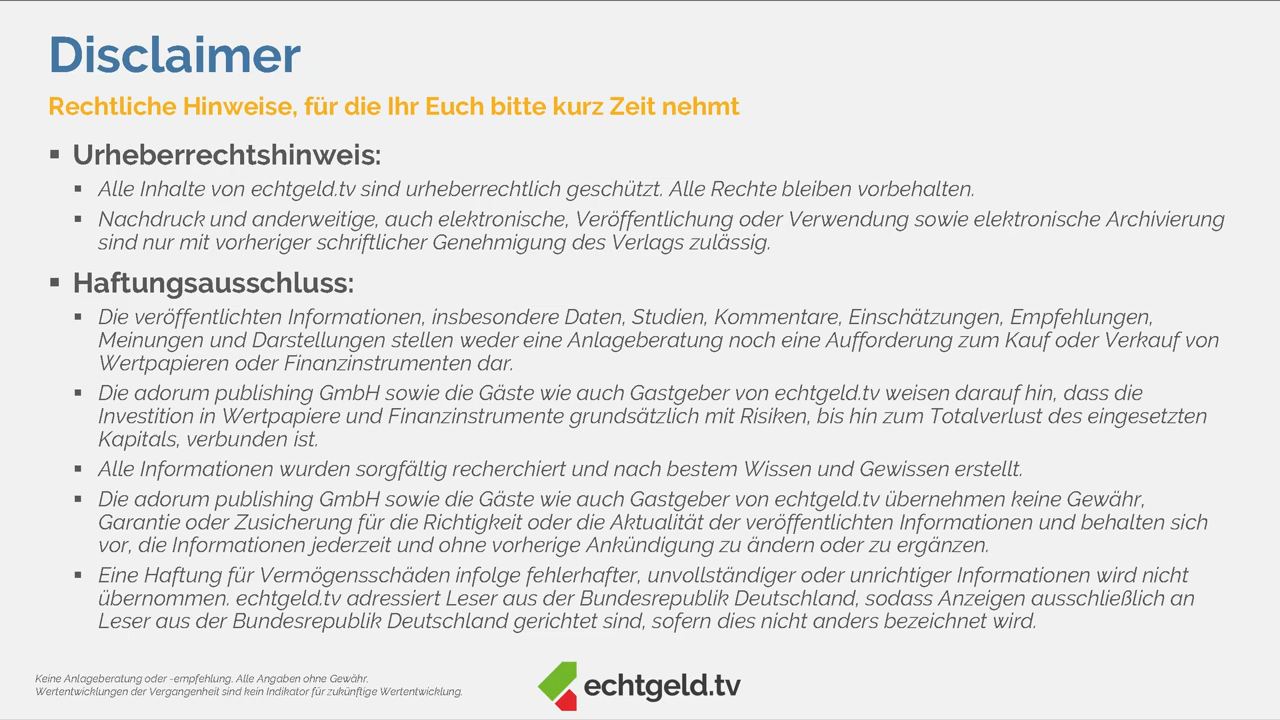 Disclaimer
Rechtliche Hinweise, für die Ihr Euch bitte kurz Zeit nehmt
▪ Urheberrechtshinweis:
▪ Alle Inhalte von echtgeld.tv sind urheberrechtlich geschützt. Alle Rechte bleiben vorbehalten.
▪ Nachdruck und anderweitige, auch elektronische, Veröffentlichung oder Verwendung sowie elektronische Archivierung
sind nur mit vorheriger schriftlicher Genehmigung des Verlags zulässig.
▪ Haftungsausschluss:
▪ Die veröffentlichten Informationen, insbesondere Daten, Studien, Kommentare, Einschätzungen, Empfehlungen,
Meinungen und Darstellungen stellen weder eine Anlageberatung noch eine Aufforderung zum Kauf oder Verkauf von
Wertpapieren oder Finanzinstrumenten dar.
▪ Die adorum publishing GmbH sowie die Gäste wie auch Gastgeber von echtgeld.tv weisen darauf hin, dass die
Investition in Wertpapiere und Finanzinstrumente grundsätzlich mit Risiken, bis hin zum Totalverlust des eingesetzten
Kapitals, verbunden ist.
▪ Alle Informationen wurden sorgfältig recherchiert und nach bestem Wissen und Gewissen erstellt.
▪ Die adorum publishing GmbH sowie die Gäste wie auch Gastgeber von echtgeld.tv übernehmen keine Gewähr,
Garantie oder Zusicherung für die Richtigkeit oder die Aktualität der veröffentlichten Informationen und behalten sich
vor, die Informationen jederzeit und ohne vorherige Ankündigung zu ändern oder zu ergänzen.
▪ Eine Haftung für Vermögensschäden infolge fehlerhafter, unvollständiger oder unrichtiger Informationen wird nicht
übernommen. echtgeld.tv adressiert Leser aus der Bundesrepublik Deutschland, sodass Anzeigen ausschließlich an
Leser aus der Bundesrepublik Deutschland gerichtet sind, sofern dies nicht anders bezeichnet wird.
Keine Anlageberatung oder -empfehlung. Alle Angaben ohne Gewähr.
Wertentwicklungen der Vergangenheit sind kein Indikator für zukünftige Wertentwicklung.
echtgeld.tv